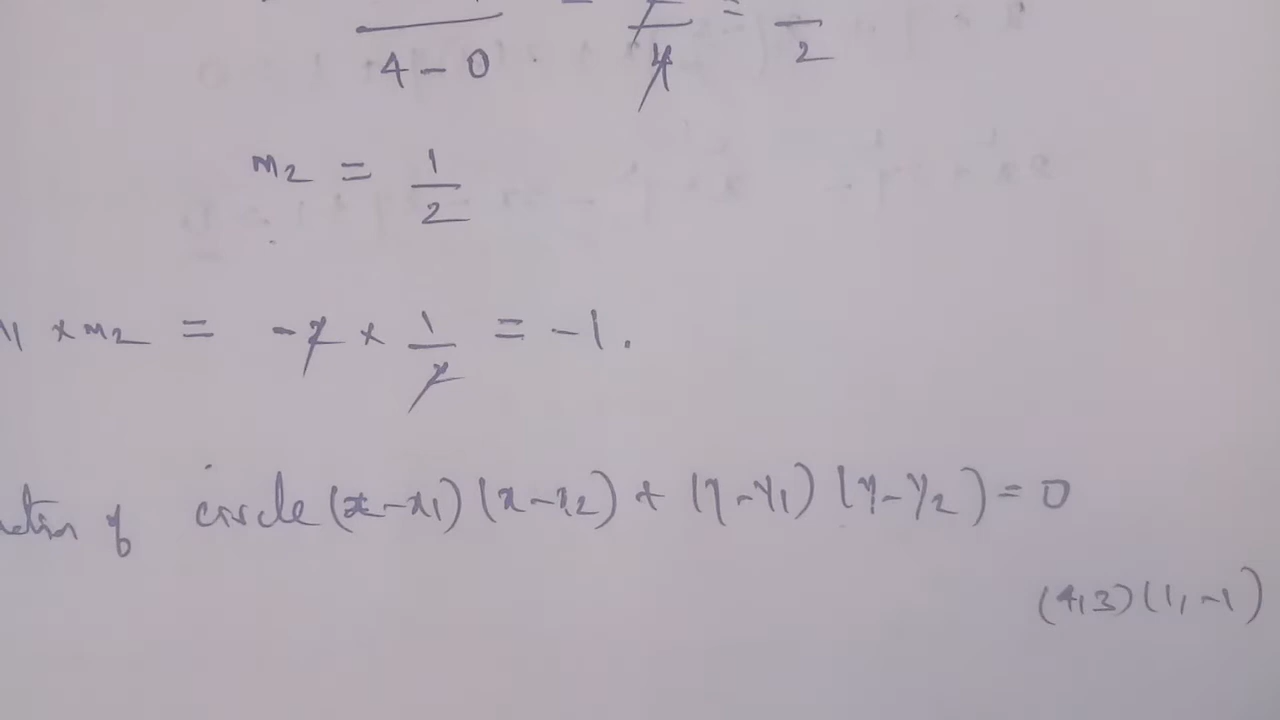 4 - 0 4 = 2
m2 = 1/2
× m2 = -2 × 1/2 = -1.
of circle (x-x1)(x-x2) + (y-y1)(y-y2) = 0
(4,3)(1,-1)